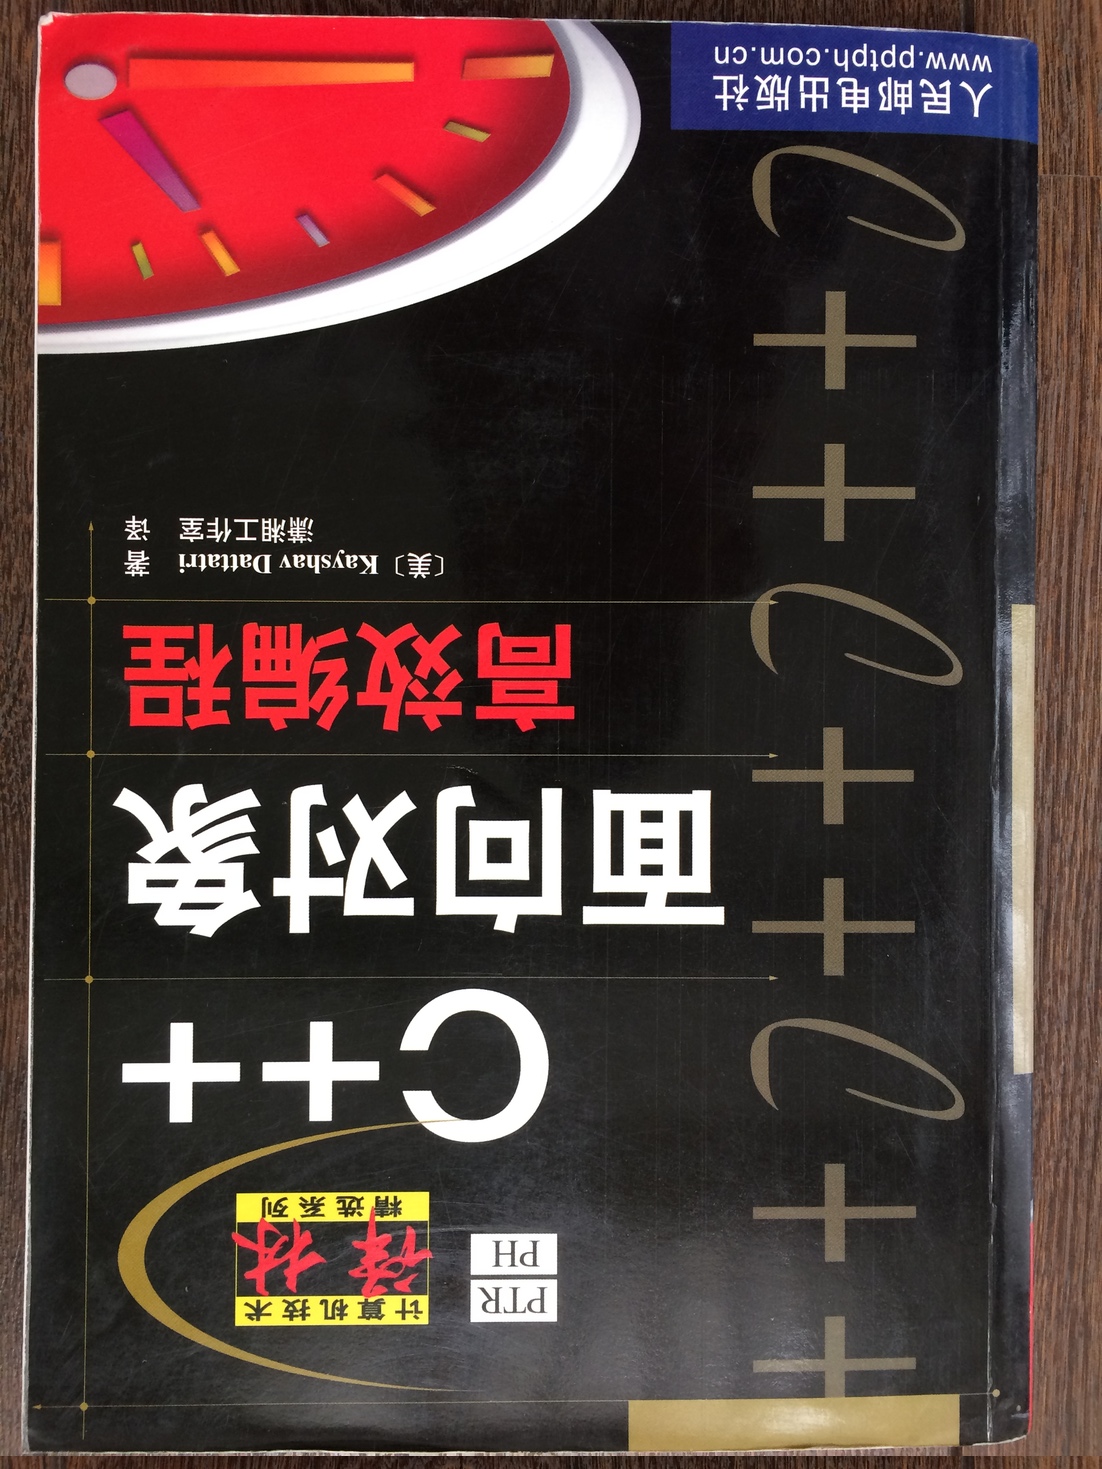 PTR
PH
计算机技术
译林
精选系列
C++
面向对象
高效编程
〔美〕Kayshav Dattatri 著
潇湘工作室 译
C++C++C++
人民邮电出版社
www.pptph.com.cn